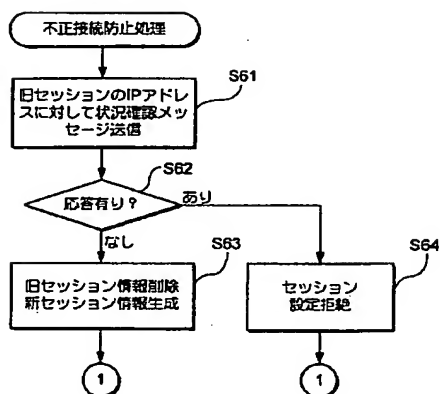 不正接続防止処理
S61
旧セッションのIPアドレ
スに対して状況確認メッ
セージ送信
S62
応答有り？
あり
なし
S63
旧セッション情報削除
新セッション情報生成
S64
セッション
設定拒絶
1
1